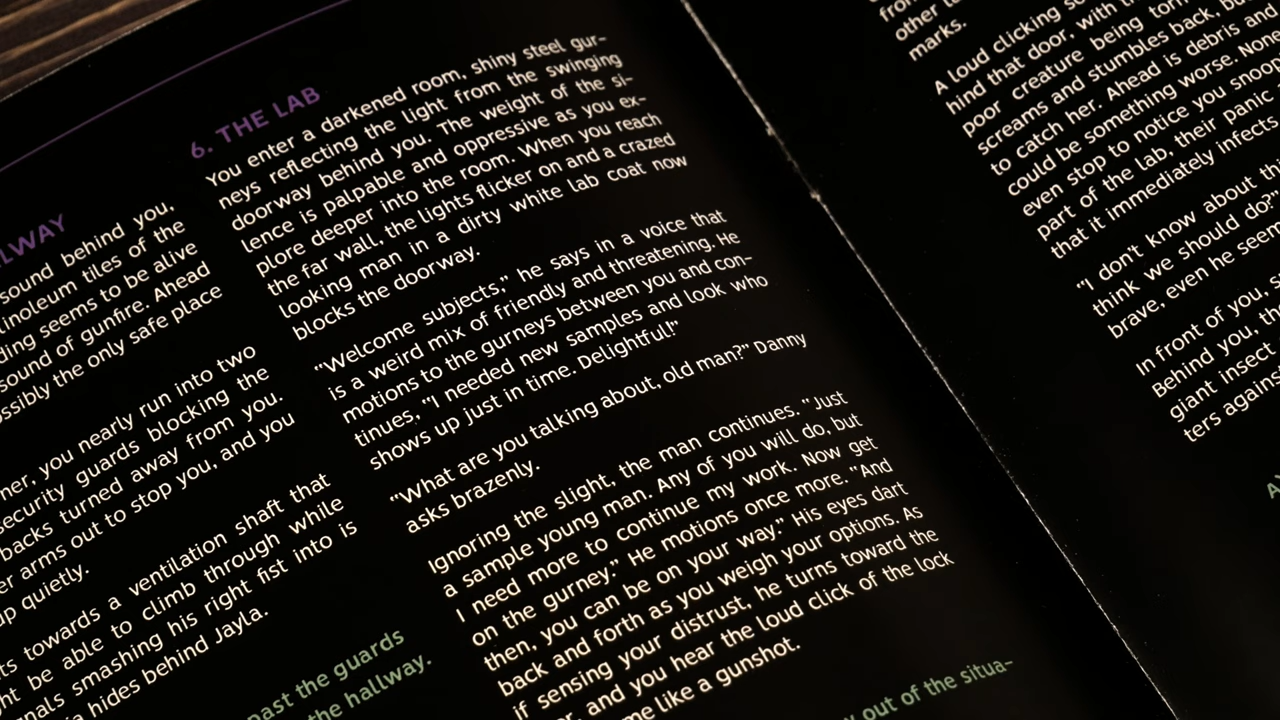 sound behind you,
linoleum tiles of the
seems to be alive
sound of gunfire. Ahead
the only safe place
you nearly run into two
security guards blocking the
backs turned away from you.
arms out to stop you, and you
quietly.
towards a ventilation shaft that
be able to climb through while
smashing his right fist into is
hides behind Jayla.
past the guards
the hallway.
6. THE LAB
You enter a darkened room, shiny steel gur-
neys reflecting the light from the swinging
doorway behind you. The weight of the si-
lence is palpable and oppressive as you ex-
plore deeper into the room. When you reach
the far wall, the lights flicker on and a crazed
looking man in a dirty white lab coat now
blocks the doorway.
"Welcome subjects," he says in a voice that
is a weird mix of friendly and threatening. He
motions to the gurneys between you and con-
tinues, "I needed new samples and look who
shows up just in time. Delightful!"
"What are you talking about, old man?" Danny
asks brazenly.
Ignoring the slight, the man continues. "Just
a sample young man. Any of you will do, but
I need more to continue my work. Now get
on the gurney." He motions once more. "And
then, you can be on your way." His eyes dart
back and forth as you weigh your options. As
if sensing your distrust, he turns toward the
and you hear the loud click of the lock
like a gunshot.
out of the situa-
other
marks.
A loud clicking
hind that door, with
poor creature being
screams and stumbles back,
to catch her. Ahead is debris and
could be something worse. None
even stop to notice you
part of the lab, their panic
that it immediately infects
"I don't know about
think we should do?"
brave, even he
In front of you,
Behind you, the
giant insect
ters against